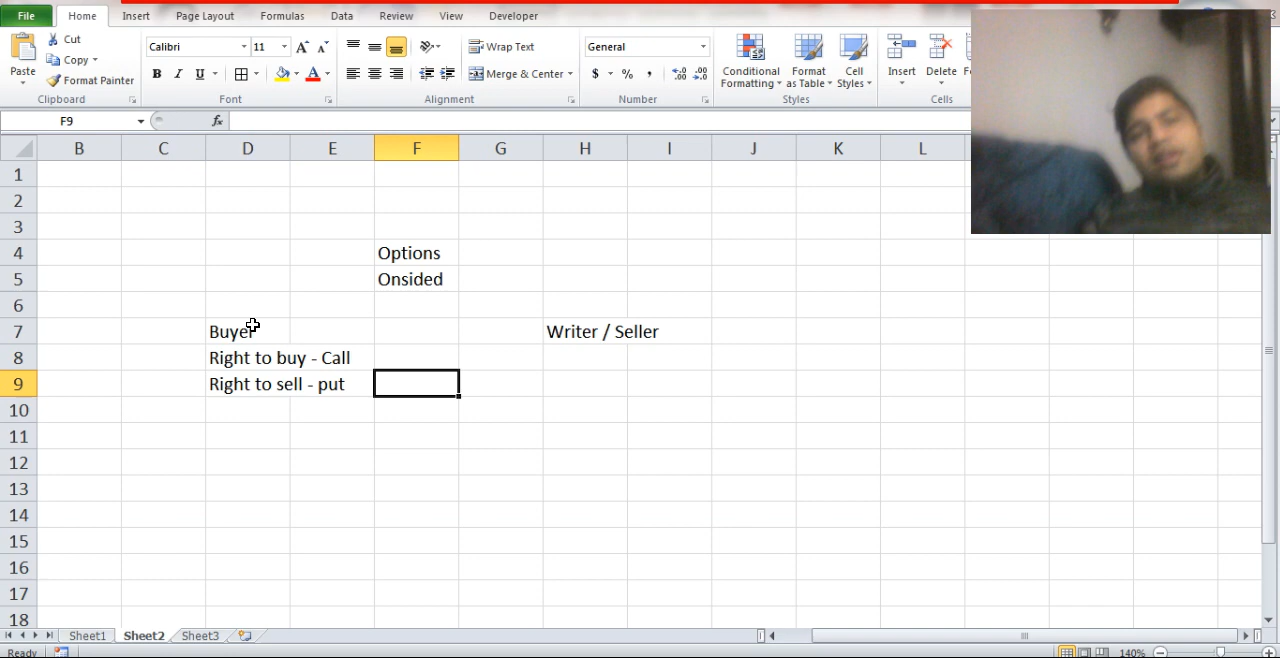 File Home Insert Page Layout Formulas Data Review View Developer
Cut
Copy
Format Painter
Paste
Calibri 11
B I U
Wrap Text
Merge & Center
General
$ % ,
Conditional Formatting
Format as Table
Cell Styles
Insert Delete
Clipboard Font Alignment Number Styles Cells
F9 fx
B C D E F G H I J K L
1
2
3
4 Options
5 Onsided
6
7 Buyer Writer / Seller
8 Right to buy - Call
9 Right to sell - put
10
11
12
13
14
15
16
17
18
Sheet1 Sheet2 Sheet3
Ready 140%